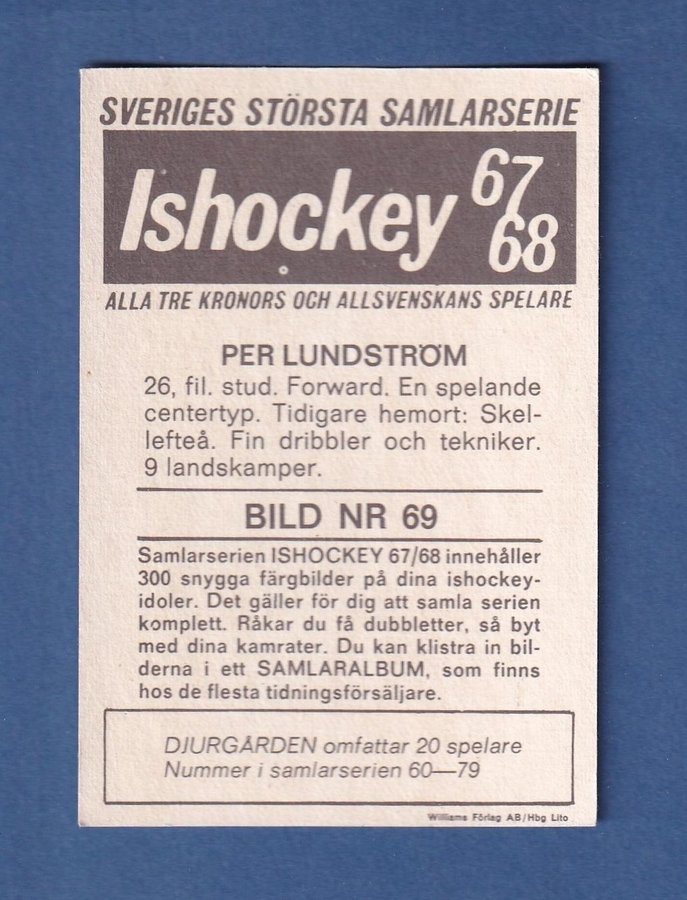 SVERIGES STÖRSTA SAMLARSERIE
Ishockey 67
68
ALLA TRE KRONORS OCH ALLSVENSKANS SPELARE
PER LUNDSTRÖM
26, fil. stud. Forward. En spelande
centertyp. Tidigare hemort: Skel-
lefteå. Fin dribbler och tekniker.
9 landskamper.
BILD NR 69
Samlarserien ISHOCKEY 67/68 innehåller
300 snygga färgbilder på dina ishockey-
idoler. Det gäller för dig att samla serien
komplett. Råkar du få dubbletter, så byt
med dina kamrater. Du kan klistra in bil-
derna i ett SAMLARALBUM, som finns
hos de flesta tidningsförsäljare.
DJURGÅRDEN omfattar 20 spelare
Nummer i samlarserien 60—79
Williams Förlag AB/Hbg Lito